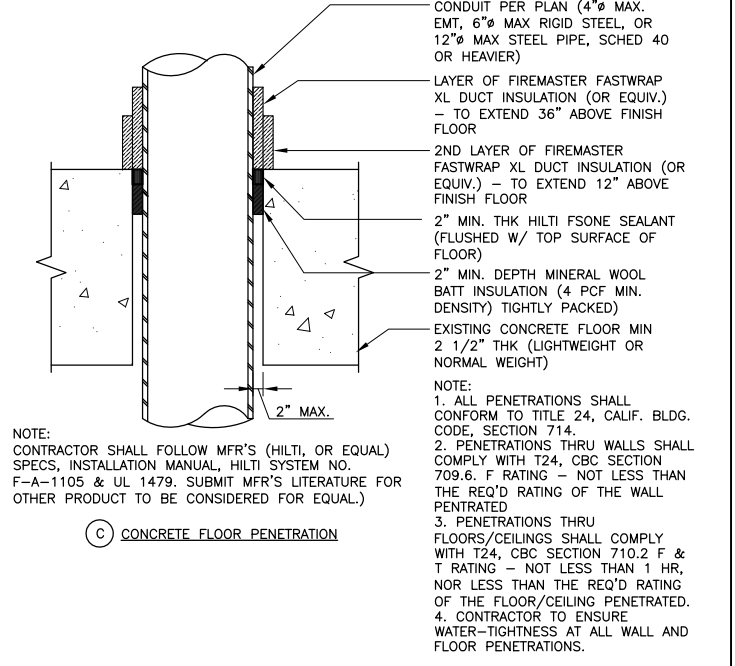 CONDUIT PER PLAN (4"ø MAX.
EMT, 6"ø MAX RIGID STEEL, OR
12"ø MAX STEEL PIPE, SCHED 40
OR HEAVIER)
LAYER OF FIREMASTER FASTWRAP
XL DUCT INSULATION (OR EQUIV.)
– TO EXTEND 36" ABOVE FINISH
FLOOR
2ND LAYER OF FIREMASTER
FASTWRAP XL DUCT INSULATION (OR
EQUIV.) – TO EXTEND 12" ABOVE
FINISH FLOOR
2" MIN. THK HILTI FSONE SEALANT
(FLUSHED W/ TOP SURFACE OF
FLOOR)
2" MIN. DEPTH MINERAL WOOL
BATT INSULATION (4 PCF MIN.
DENSITY) TIGHTLY PACKED)
EXISTING CONCRETE FLOOR MIN
2 1/2" THK (LIGHTWEIGHT OR
NORMAL WEIGHT)
2" MAX.
NOTE:
CONTRACTOR SHALL FOLLOW MFR'S (HILTI, OR EQUAL)
SPECS, INSTALLATION MANUAL, HILTI SYSTEM NO.
F–A–1105 & UL 1479. SUBMIT MFR'S LITERATURE FOR
OTHER PRODUCT TO BE CONSIDERED FOR EQUAL.)
C CONCRETE FLOOR PENETRATION
NOTE:
1. ALL PENETRATIONS SHALL
CONFORM TO TITLE 24, CALIF. BLDG.
CODE, SECTION 714.
2. PENETRATIONS THRU WALLS SHALL
COMPLY WITH T24, CBC SECTION
709.6. F RATING – NOT LESS THAN
THE REQ'D RATING OF THE WALL
PENTRATED
3. PENETRATIONS THRU
FLOORS/CEILINGS SHALL COMPLY
WITH T24, CBC SECTION 710.2 F &
T RATING – NOT LESS THAN 1 HR,
NOR LESS THAN THE REQ'D RATING
OF THE FLOOR/CEILING PENETRATED.
4. CONTRACTOR TO ENSURE
WATER–TIGHTNESS AT ALL WALL AND
FLOOR PENETRATIONS.